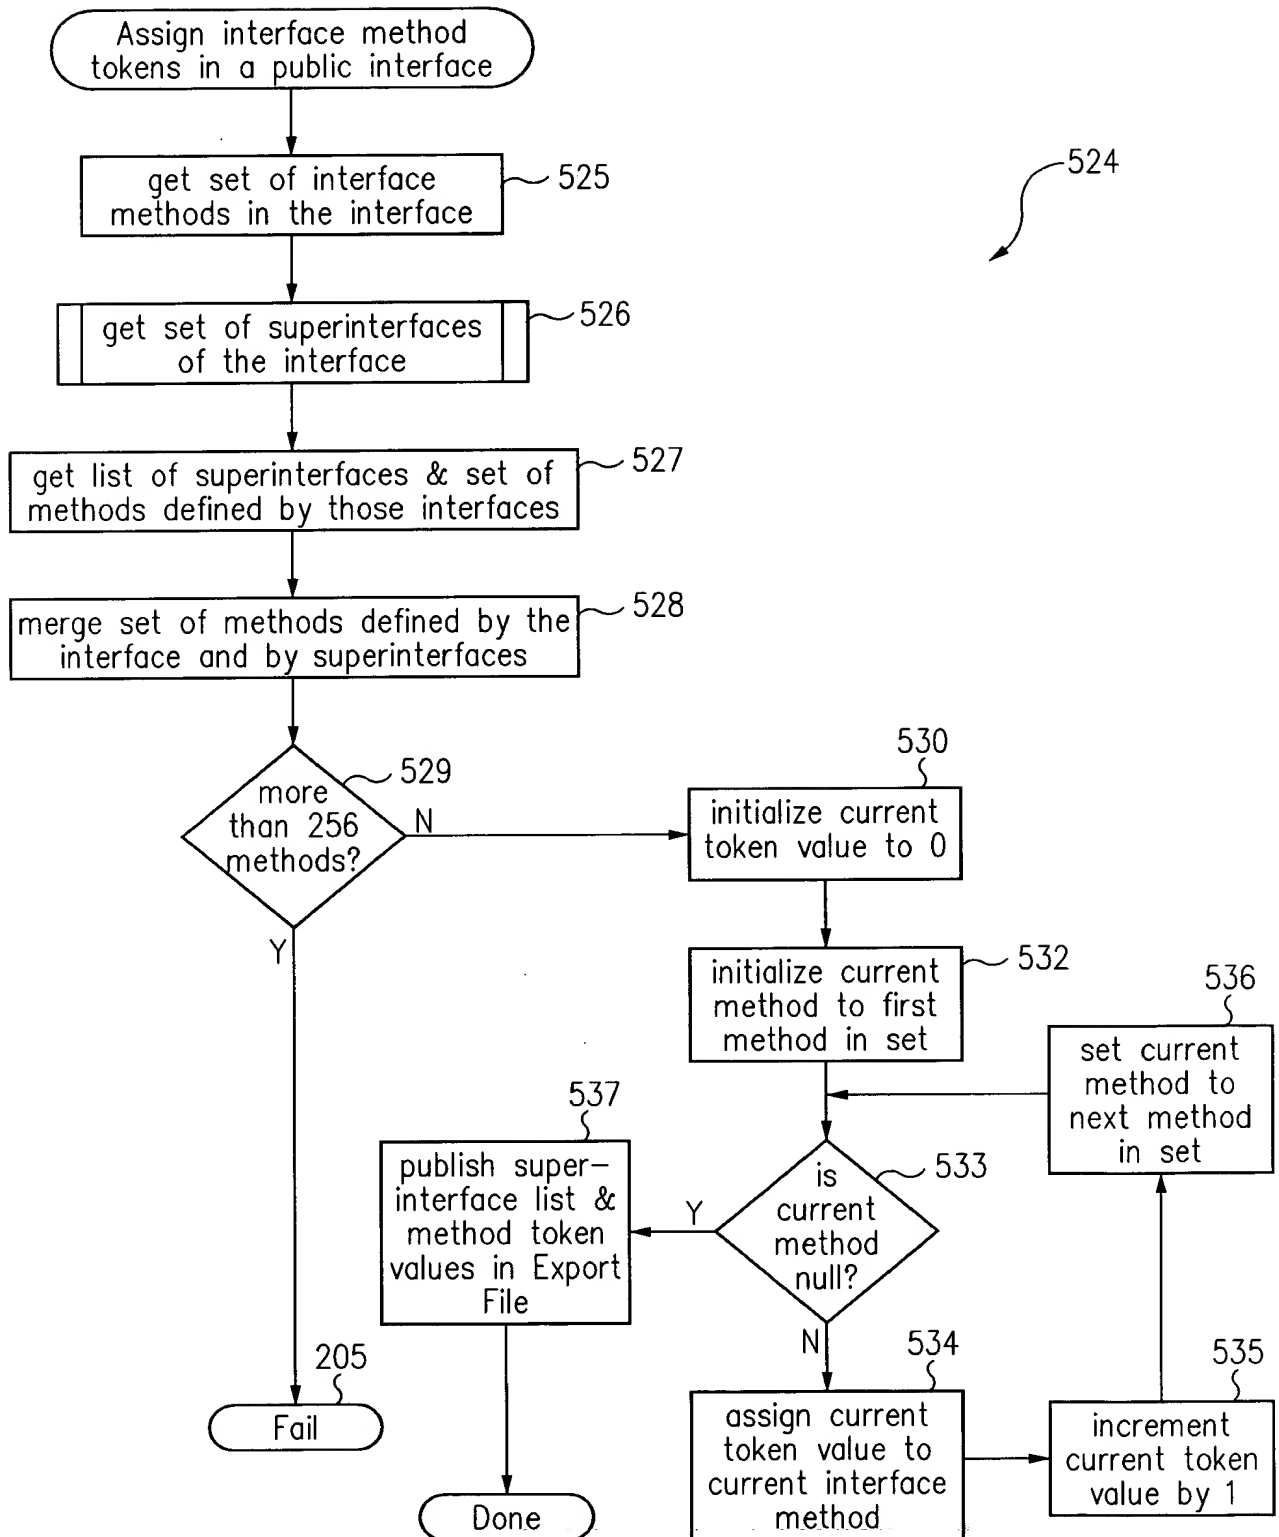 Assign interface method
tokens in a public interface
524
get set of interface
methods in the interface
525
get set of superinterfaces
of the interface
526
get list of superinterfaces & set of
methods defined by those interfaces
527
merge set of methods defined by the
interface and by superinterfaces
528
more
than 256
methods?
529
N
Y
530
initialize current
token value to 0
initialize current
method to first
method in set
532
536
set current
method to
next method
in set
537
publish super-
interface list &
method token
values in Export
File
Y
is
current
method
null?
533
N
534
assign current
token value to
current interface
method
535
increment
current token
value by 1
205
Fail
Done